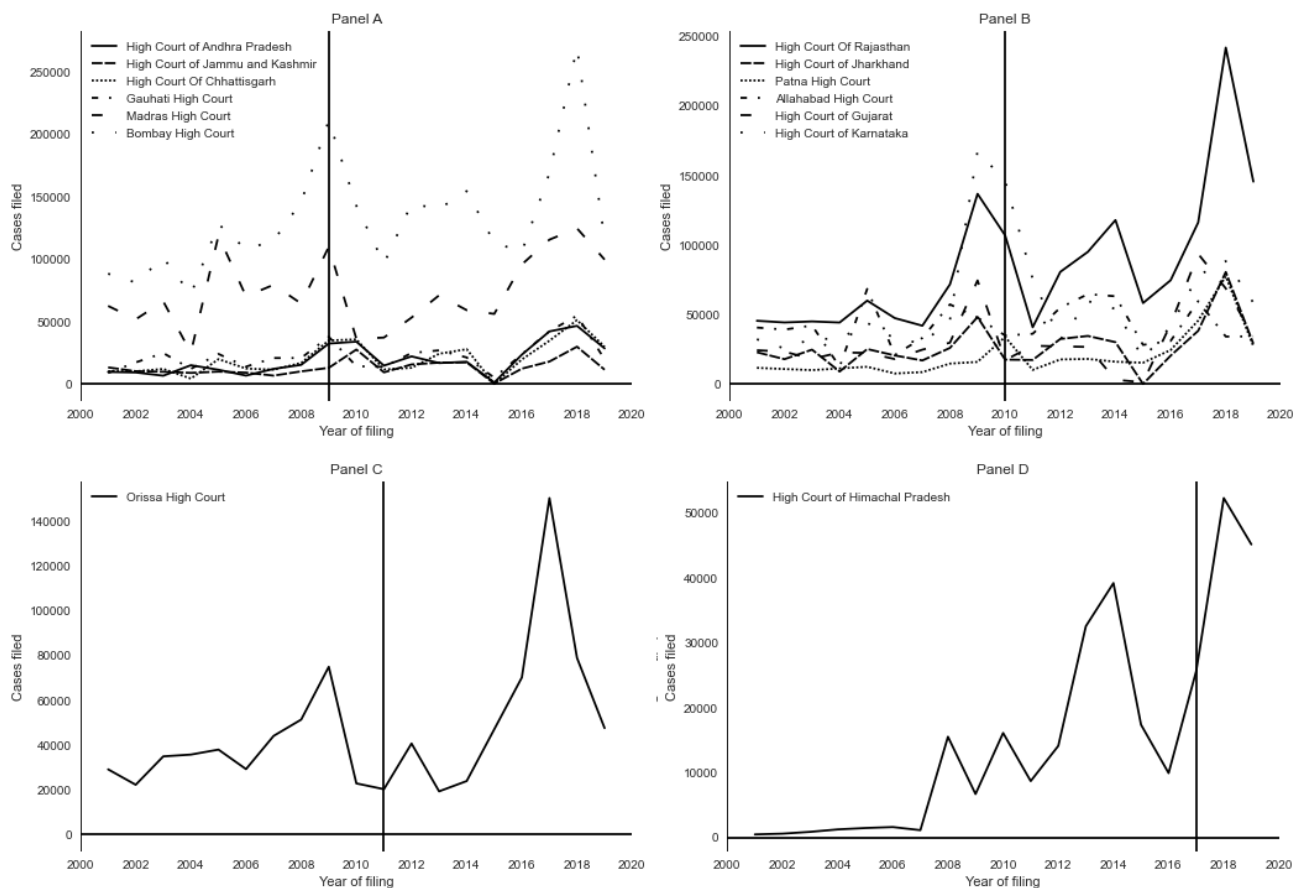 Panel A
High Court of Andhra Pradesh
High Court of Jammu and Kashmir
High Court Of Chhattisgarh
Gauhati High Court
Madras High Court
Bombay High Court
250000
200000
150000
100000
50000
0
Cases filed
2000 2002 2004 2006 2008 2010 2012 2014 2016 2018 2020
Year of filing
Panel B
High Court Of Rajasthan
High Court of Jharkhand
Patna High Court
Allahabad High Court
High Court of Gujarat
High Court of Karnataka
250000
200000
150000
100000
50000
0
Cases filed
2000 2002 2004 2006 2008 2010 2012 2014 2016 2018 2020
Year of filing
Panel C
Orissa High Court
140000
120000
100000
80000
60000
40000
20000
0
Cases filed
2000 2002 2004 2006 2008 2010 2012 2014 2016 2018 2020
Year of filing
Panel D
High Court of Himachal Pradesh
50000
40000
30000
20000
10000
0
Cases filed
2000 2002 2004 2006 2008 2010 2012 2014 2016 2018 2020
Year of filing